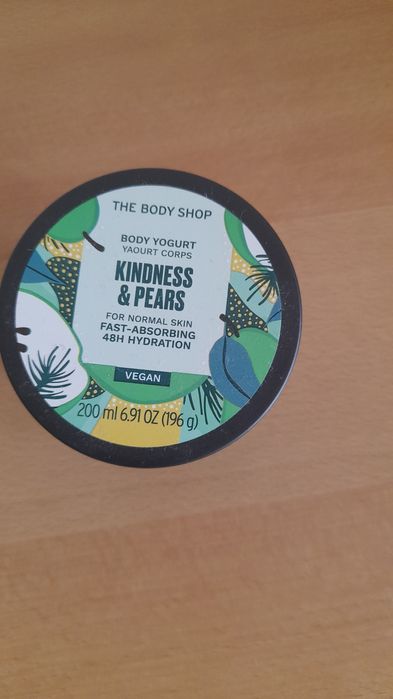 THE BODY SHOP
BODY YOGURT
YAOURT CORPS
KINDNESS
& PEARS
FOR NORMAL SKIN
FAST-ABSORBING
48H HYDRATION
VEGAN
200 ml 6.91 OZ (196 g)